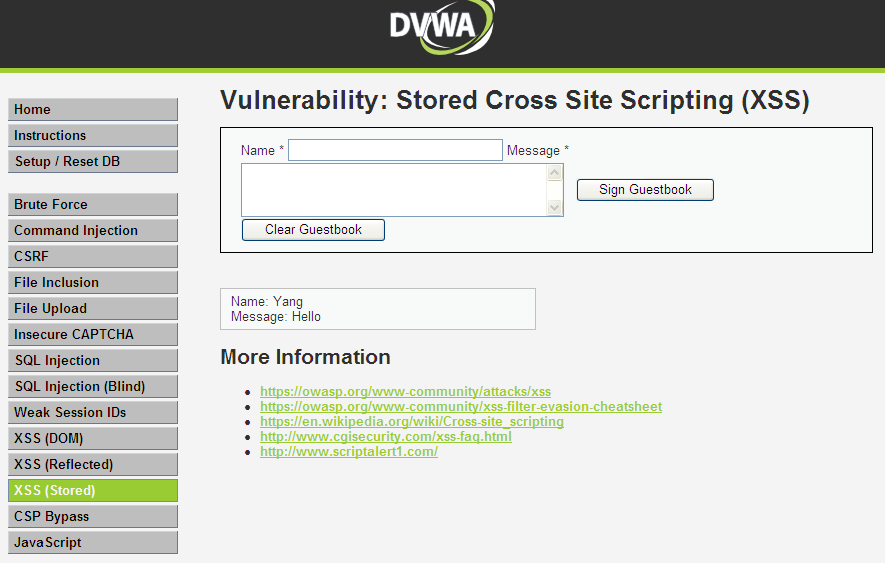 DVWA
Home
Instructions
Setup / Reset DB
Brute Force
Command Injection
CSRF
File Inclusion
File Upload
Insecure CAPTCHA
SQL Injection
SQL Injection (Blind)
Weak Session IDs
XSS (DOM)
XSS (Reflected)
XSS (Stored)
CSP Bypass
JavaScript
Vulnerability: Stored Cross Site Scripting (XSS)
Name * Message *
Sign Guestbook
Clear Guestbook
Name: Yang
Message: Hello
More Information
https://owasp.org/www-community/attacks/xss
https://owasp.org/www-community/xss-filter-evasion-cheatsheet
https://en.wikipedia.org/wiki/Cross-site_scripting
http://www.cgisecurity.com/xss-faq.html
http://www.scriptalert1.com/